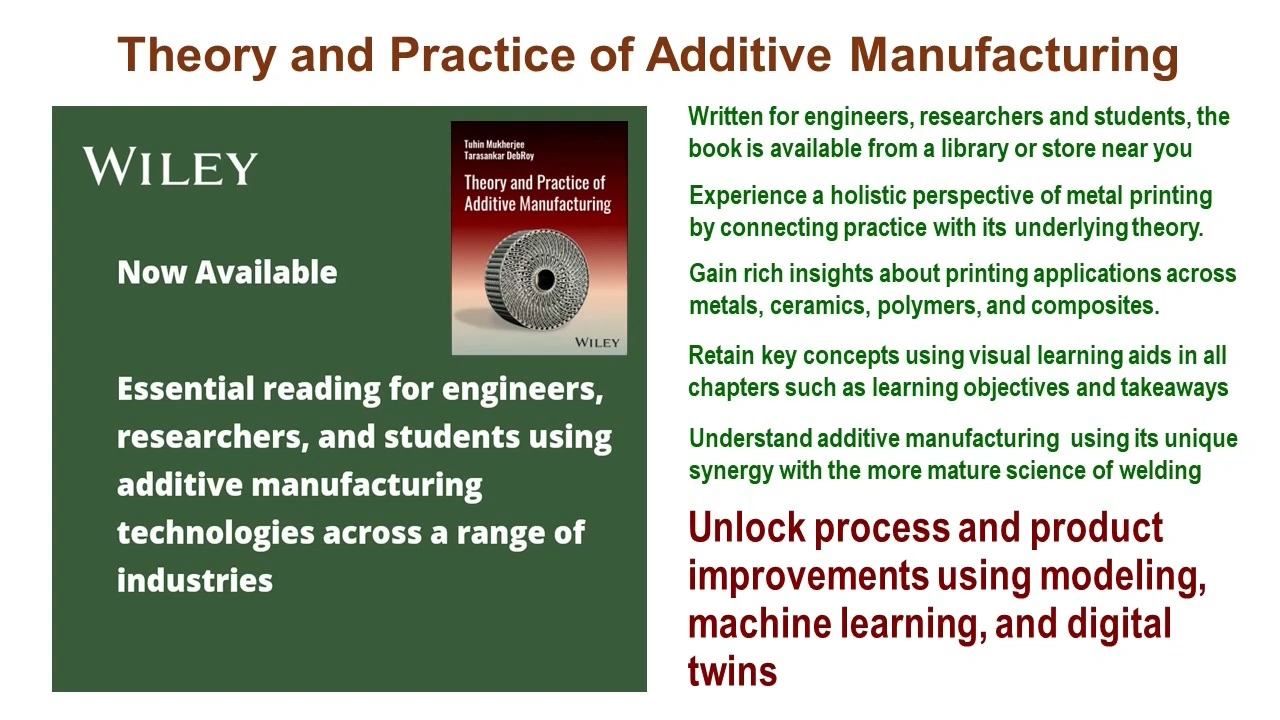 Theory and Practice of Additive Manufacturing
WILEY
Now Available
Essential reading for engineers,
researchers, and students using
additive manufacturing
technologies across a range of
industries
Tuhin Mukherjee
Tarasankar DebRoy
Theory and Practice of
Additive Manufacturing
WILEY
Written for engineers, researchers and students, the
book is available from a library or store near you
Experience a holistic perspective of metal printing
by connecting practice with its underlying theory.
Gain rich insights about printing applications across
metals, ceramics, polymers, and composites.
Retain key concepts using visual learning aids in all
chapters such as learning objectives and takeaways
Understand additive manufacturing using its unique
synergy with the more mature science of welding
Unlock process and product
improvements using modeling,
machine learning, and digital
twins